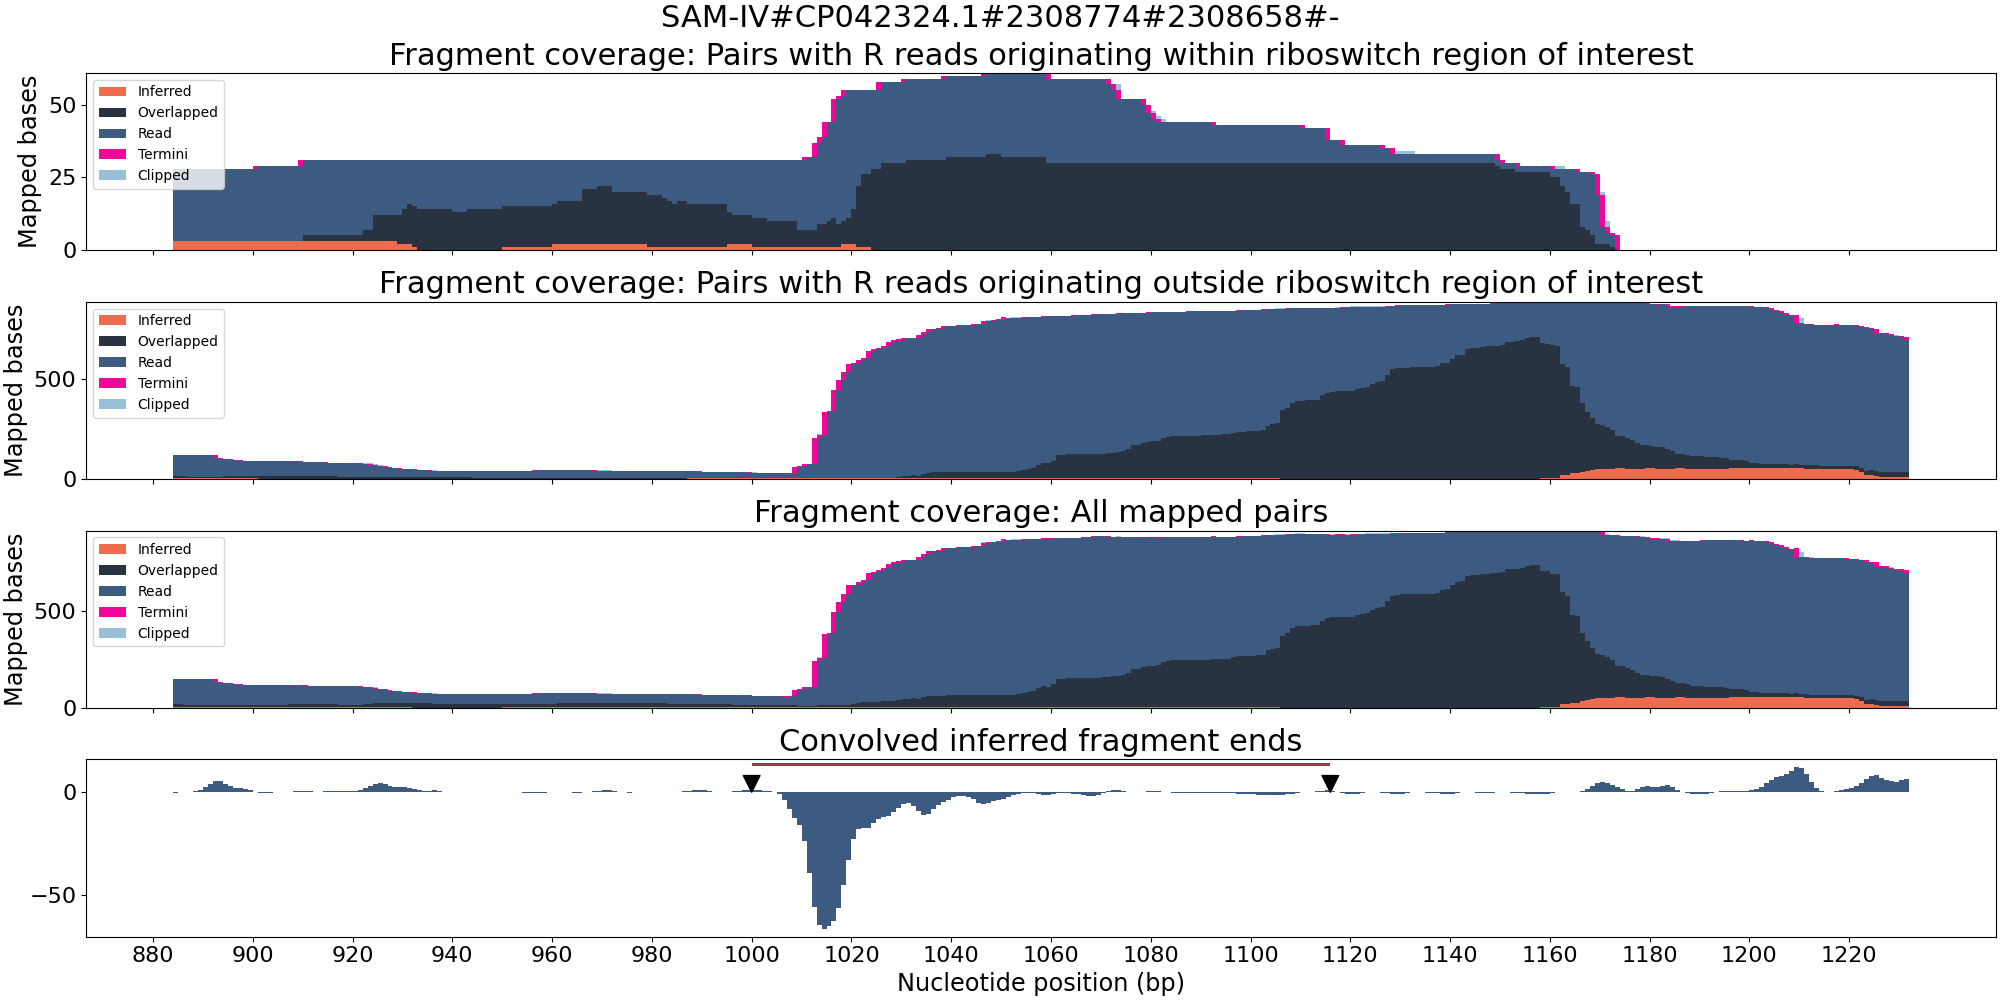 SAM-IV#CP042324.1#2308774#2308658#-
Fragment coverage: Pairs with R reads originating within riboswitch region of interest
Mapped bases
50
25
0
Inferred
Overlapped
Read
Termini
Clipped
Fragment coverage: Pairs with R reads originating outside riboswitch region of interest
Mapped bases
500
0
Inferred
Overlapped
Read
Termini
Clipped
Fragment coverage: All mapped pairs
Mapped bases
500
0
Inferred
Overlapped
Read
Termini
Clipped
Convolved inferred fragment ends
0
−50
880 900 920 940 960 980 1000 1020 1040 1060 1080 1100 1120 1140 1160 1180 1200 1220
Nucleotide position (bp)